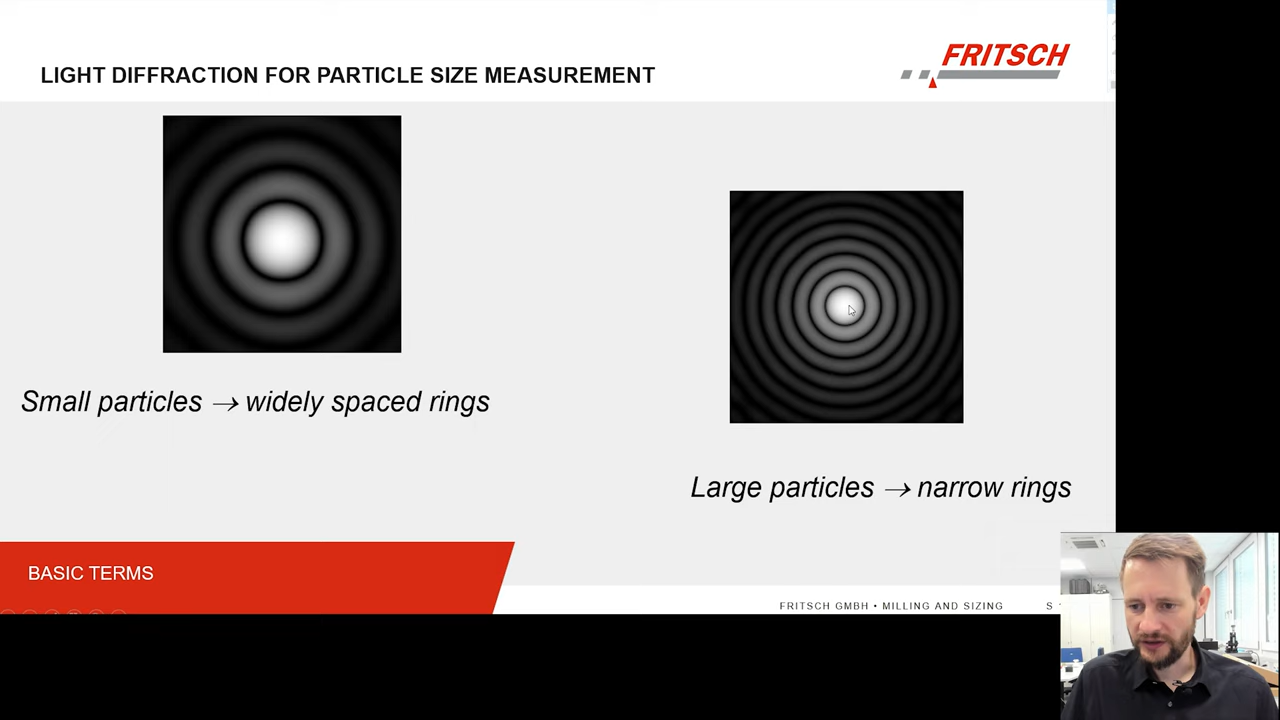 FRITSCH
LIGHT DIFFRACTION FOR PARTICLE SIZE MEASUREMENT
Small particles → widely spaced rings
Large particles → narrow rings
BASIC TERMS
FRITSCH GMBH • MILLING AND SIZING
S